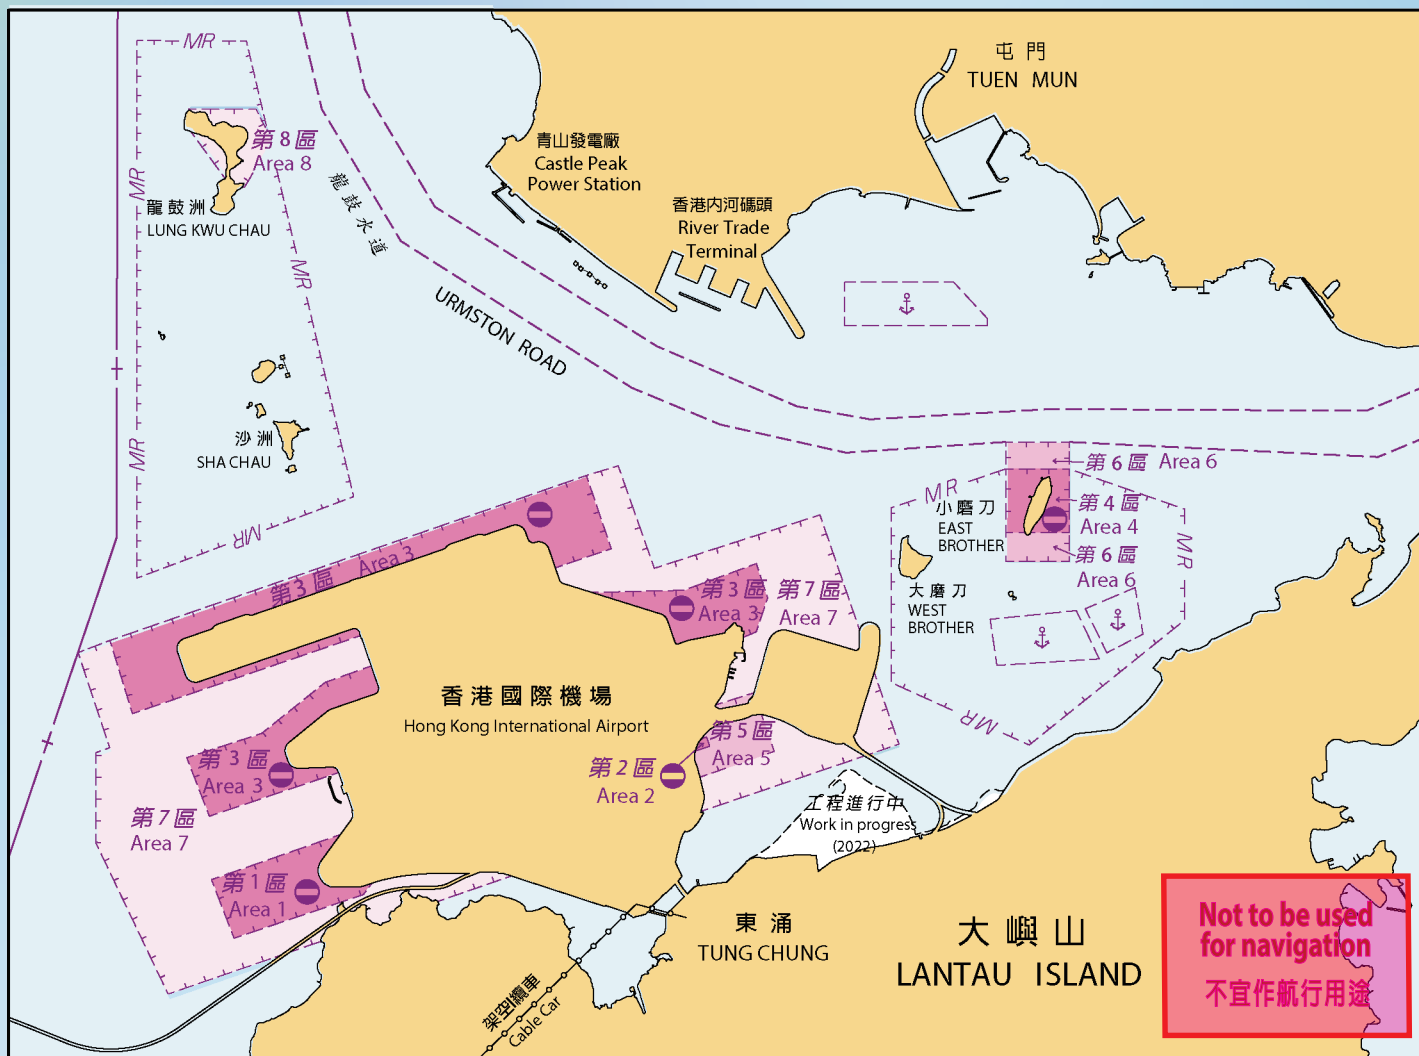 MR
屯門
TUEN MUN
第8區
Area 8
青山發電廠
Castle Peak
Power Station
MR
龍鼓洲
LUNG KWU CHAU
龍鼓水道
香港内河碼頭
River Trade
Terminal
MR
URMSTON ROAD
MR
沙洲
SHA CHAU
MR
第6區 Area 6
MR
小磨刀
EAST
BROTHER
第4區
Area 4
第6區
Area 6
MR
大磨刀
WEST
BROTHER
MR
第3區 Area 3
第3區
Area 3
第7區
Area 7
香港國際機場
Hong Kong International Airport
第3區
Area 3
第5區
Area 5
第2區
Area 2
第7區
Area 7
工程進行中
Work in progress
(2022)
第1區
Area 1
東涌
TUNG CHUNG
大嶼山
LANTAU ISLAND
架空纜車
Cable Car
Not to be used
for navigation
不宜作航行用途